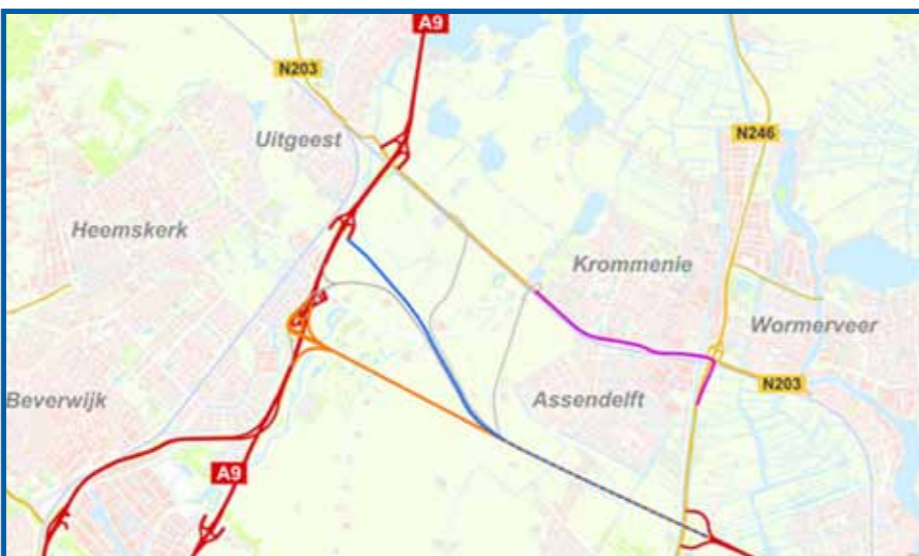 A9
N203
N246
Uitgeest
Heemskerk
Krommenie
Wormerveer
N203
Beverwijk
Assendelft
A9